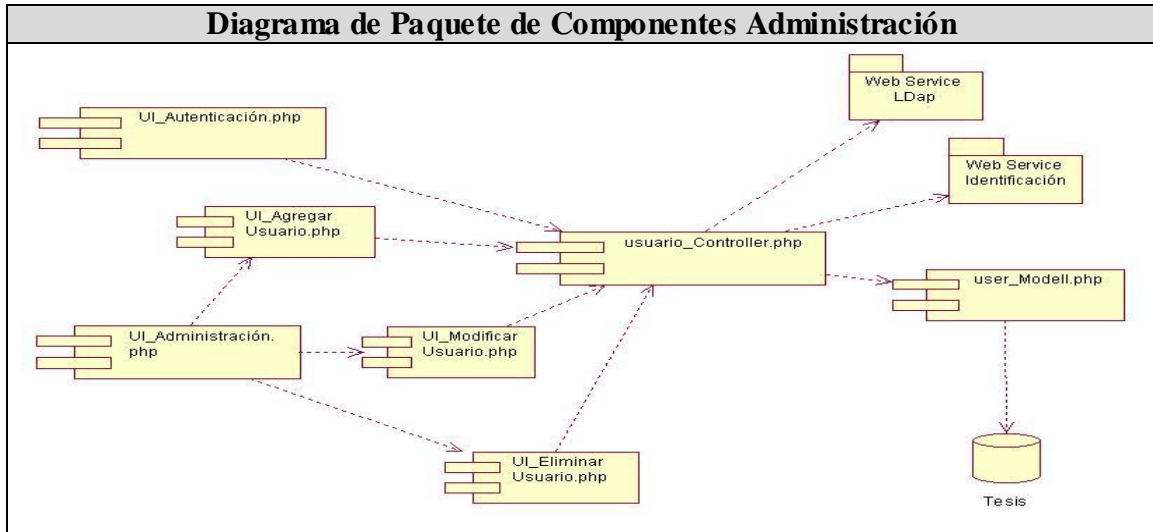 Diagrama de Paquete de Componentes Administración
Web Service
LDap
UI_Autenticación.php
Web Service
Identificación
UI_Agregar
Usuario.php
usuario_Controller.php
user_Modell.php
UI_Administración.
php
UI_Modificar
Usuario.php
UI_Eliminar
Usuario.php
Tesis